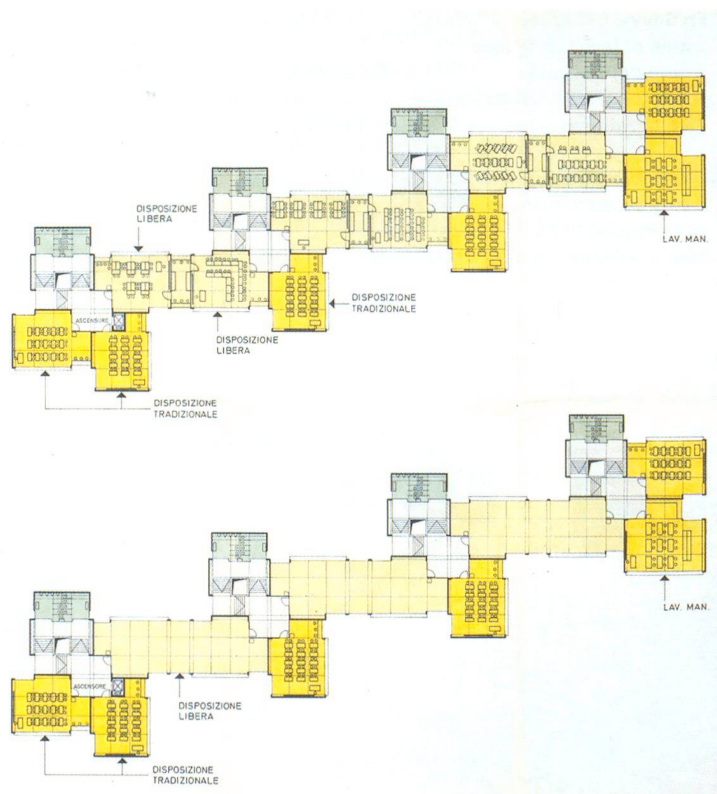 DISPOSIZIONE
LIBERA
LAV. MAN.
DISPOSIZIONE
TRADIZIONALE
ASCENSORE
DISPOSIZIONE
LIBERA
DISPOSIZIONE
TRADIZIONALE
LAV. MAN.
ASCENSORE
DISPOSIZIONE
LIBERA
DISPOSIZIONE
TRADIZIONALE